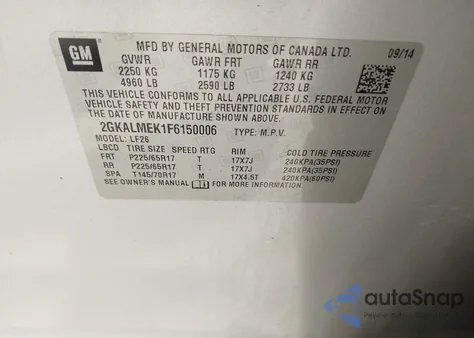 GM
MFD BY GENERAL MOTORS OF CANADA LTD. 09/14
GVWR GAWR FRT GAWR RR
2250 KG 1175 KG 1240 KG
4960 LB 2590 LB 2733 LB
THIS VEHICLE CONFORMS TO ALL APPLICABLE U.S. FEDERAL MOTOR
VEHICLE SAFETY, BUMPER, AND THEFT PREVENTION STANDARDS IN EFFECT ON
THE DATE OF MANUFACTURE SHOWN ABOVE.
2GKALMEK1F6150006 TYPE: M.P.V.
MODEL: LF26
LBCD TIRE SIZE SPEED RTG RIM COLD TIRE PRESSURE
FRT P225/65R17 T 17X7J 240KPA(35PSI)
RR P225/65R17 T 17X7J 240KPA(35PSI)
SPA T145/70R17 M 17X4.5T 420KPA(60PSI)
SEE OWNER'S MANUAL FOR MORE INFORMATION
autoSnap